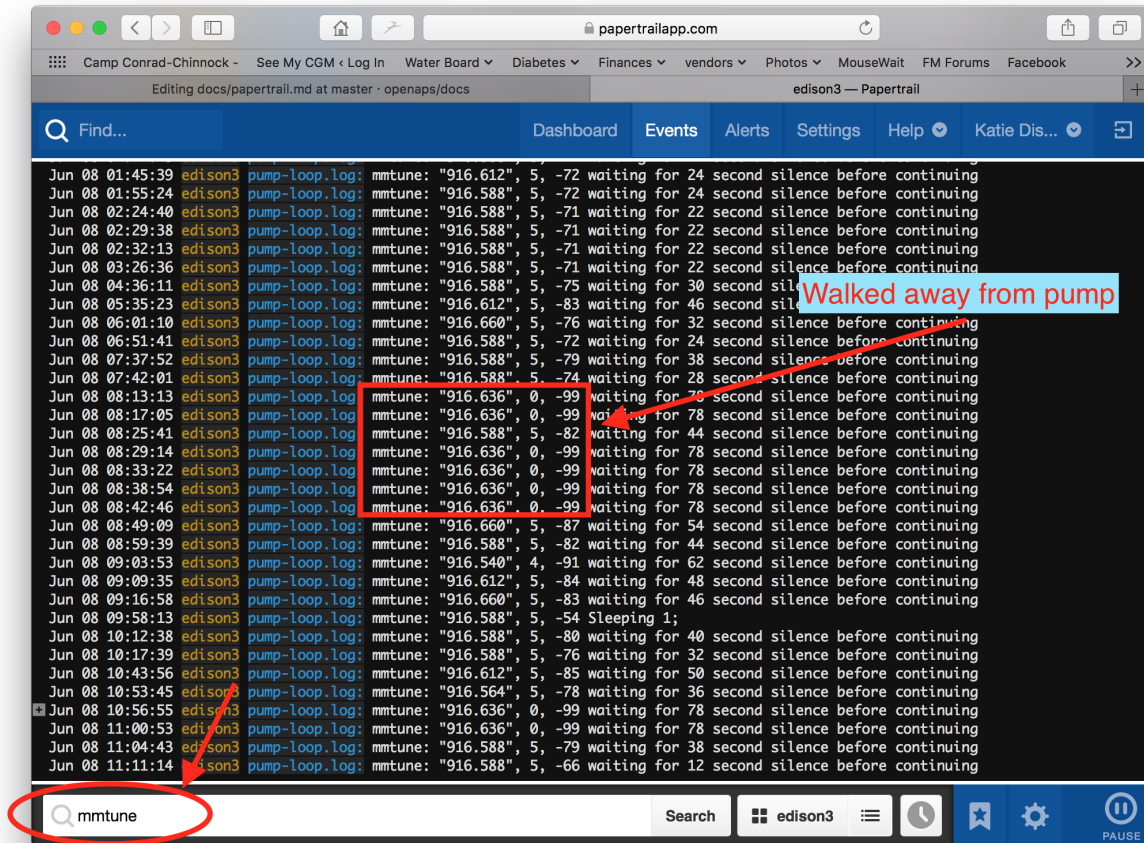 papertrailapp.com
Camp Conrad-Chinnock - See My CGM ‹ Log In Water Board Diabetes Finances vendors Photos MouseWait FM Forums Facebook >>
Editing docs/papertrail.md at master · openaps/docs edison3 — Papertrail +
Find... Dashboard Events Alerts Settings Help Katie Dis...
Jun 08 01:45:39 edison3 pump-loop.log: mmtune: "916.612", 5, -72 waiting for 24 second silence before continuing
Jun 08 01:55:24 edison3 pump-loop.log: mmtune: "916.588", 5, -72 waiting for 24 second silence before continuing
Jun 08 02:24:40 edison3 pump-loop.log: mmtune: "916.588", 5, -71 waiting for 22 second silence before continuing
Jun 08 02:29:38 edison3 pump-loop.log: mmtune: "916.588", 5, -71 waiting for 22 second silence before continuing
Jun 08 02:32:13 edison3 pump-loop.log: mmtune: "916.588", 5, -71 waiting for 22 second silence before continuing
Jun 08 03:26:36 edison3 pump-loop.log: mmtune: "916.588", 5, -71 waiting for 22 second silence before continuing
Jun 08 04:36:11 edison3 pump-loop.log: mmtune: "916.588", 5, -75 waiting for 30 second
Walked away from pump
Jun 08 05:35:23 edison3 pump-loop.log: mmtune: "916.612", 5, -83 waiting for 46 second
Jun 08 06:01:10 edison3 pump-loop.log: mmtune: "916.660", 5, -76 waiting for 32 second silence before continuing
Jun 08 06:51:41 edison3 pump-loop.log: mmtune: "916.588", 5, -72 waiting for 24 second silence before continuing
Jun 08 07:37:52 edison3 pump-loop.log: mmtune: "916.588", 5, -79 waiting for 38 second silence before continuing
Jun 08 07:42:01 edison3 pump-loop.log: mmtune: "916.588", 5, -74 waiting for 28 second silence before continuing
Jun 08 08:13:13 edison3 pump-loop.log: mmtune: "916.636", 0, -99 waiting for 78 second silence before continuing
Jun 08 08:17:05 edison3 pump-loop.log: mmtune: "916.636", 0, -99 waiting for 78 second silence before continuing
Jun 08 08:25:41 edison3 pump-loop.log: mmtune: "916.588", 5, -82 waiting for 44 second silence before continuing
Jun 08 08:29:14 edison3 pump-loop.log: mmtune: "916.636", 0, -99 waiting for 78 second silence before continuing
Jun 08 08:33:22 edison3 pump-loop.log: mmtune: "916.636", 0, -99 waiting for 78 second silence before continuing
Jun 08 08:38:54 edison3 pump-loop.log: mmtune: "916.636", 0, -99 waiting for 78 second silence before continuing
Jun 08 08:42:46 edison3 pump-loop.log: mmtune: "916.636", 0, -99 waiting for 78 second silence before continuing
Jun 08 08:49:09 edison3 pump-loop.log: mmtune: "916.660", 5, -87 waiting for 54 second silence before continuing
Jun 08 08:59:39 edison3 pump-loop.log: mmtune: "916.588", 5, -82 waiting for 44 second silence before continuing
Jun 08 09:03:53 edison3 pump-loop.log: mmtune: "916.540", 4, -91 waiting for 62 second silence before continuing
Jun 08 09:09:35 edison3 pump-loop.log: mmtune: "916.612", 5, -84 waiting for 48 second silence before continuing
Jun 08 09:16:58 edison3 pump-loop.log: mmtune: "916.660", 5, -83 waiting for 46 second silence before continuing
Jun 08 09:58:13 edison3 pump-loop.log: mmtune: "916.588", 5, -54 Sleeping 1;
Jun 08 10:12:38 edison3 pump-loop.log: mmtune: "916.588", 5, -80 waiting for 40 second silence before continuing
Jun 08 10:17:39 edison3 pump-loop.log: mmtune: "916.588", 5, -76 waiting for 32 second silence before continuing
Jun 08 10:43:56 edison3 pump-loop.log: mmtune: "916.612", 5, -85 waiting for 50 second silence before continuing
Jun 08 10:53:45 edison3 pump-loop.log: mmtune: "916.564", 5, -78 waiting for 36 second silence before continuing
Jun 08 10:56:55 edison3 pump-loop.log: mmtune: "916.636", 0, -99 waiting for 78 second silence before continuing
Jun 08 11:00:53 edison3 pump-loop.log: mmtune: "916.636", 0, -99 waiting for 78 second silence before continuing
Jun 08 11:04:43 edison3 pump-loop.log: mmtune: "916.588", 5, -79 waiting for 38 second silence before continuing
Jun 08 11:11:14 edison3 pump-loop.log: mmtune: "916.588", 5, -66 waiting for 12 second silence before continuing
mmtune Search edison3 PAUSE